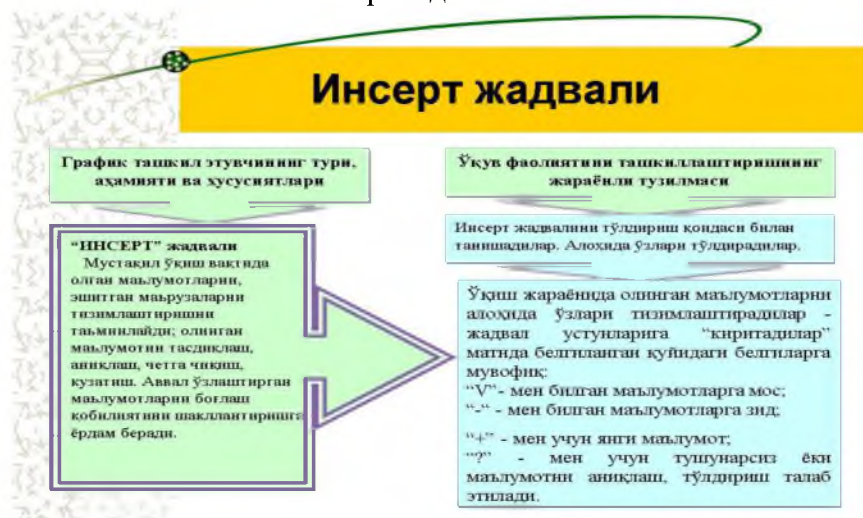 Инсерт жадвали
График ташкил этувчининг тури,
аҳамияти ва хусусиятлари
“ИНСЕРТ” жадвали
Мустақил ўқиш вақтида
олган маълумотларни,
эшитган маърузаларни
тизимлаштиришни
таъминлайди; олинган
маълумотни тасдиқлаш,
аниқлаш, четга чиқиш,
кузатиш. Аввал ўзлаштирган
маълумотларни боғлаш
қобилиятини шакллантиришга
ёрдам беради.
Ўқув фаолиятини ташкиллаштиришнинг
жараёнли тузилмаси
Инсерт жадвалини тўлдириш қоидаси билан
танишадилар. Алоҳида ўзлари тўлдирадилар.
Ўқиш жараёнида олинган маълумотларни
алоҳида ўзлари тизимлаштирадилар -
жадвал устунларига “киритадилар”
матнда белгиланган қуйидаги белгиларга
мувофиқ:
“V”- мен билган маълумотларга мос;
“-“ - мен билган маълумотларга зид;
“+” - мен учун янги маълумот;
“?” - мен учун тушунарсиз ёки
маълумотни аниқлаш, тўлдириш талаб
этилади.